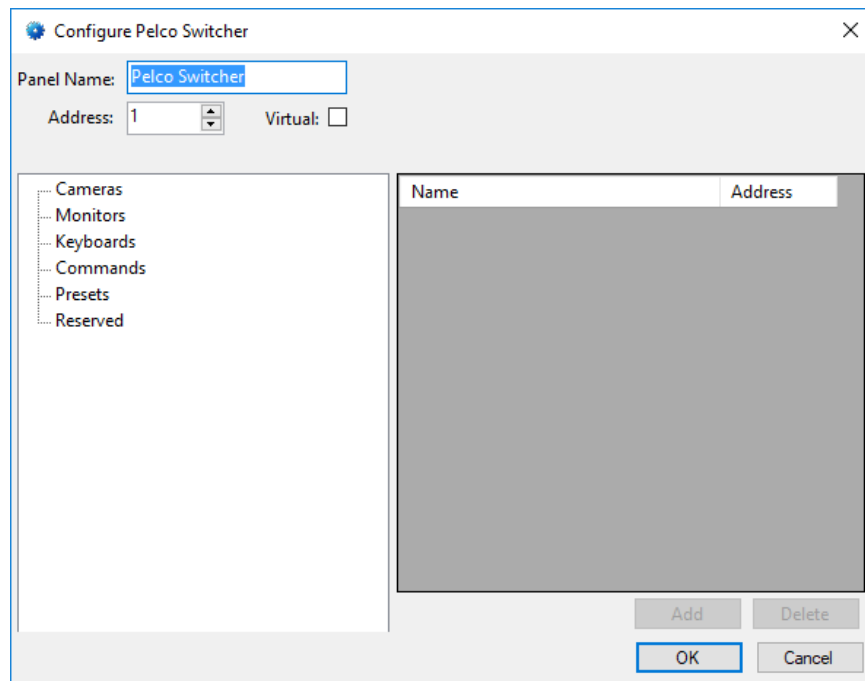 Configure Pelco Switcher
Panel Name: Pelco Switcher
Address: 1 Virtual:
Cameras
Monitors
Keyboards
Commands
Presets
Reserved
Name Address
Add Delete
OK Cancel